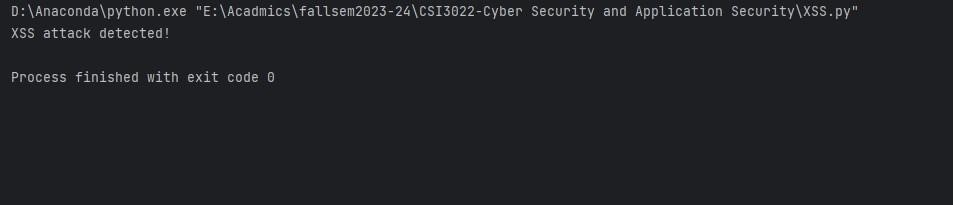 D:\Anaconda\python.exe "E:\Acadmics\fallsem2023-24\CSI3022-Cyber Security and Application Security\XSS.py"
XSS attack detected!
Process finished with exit code 0